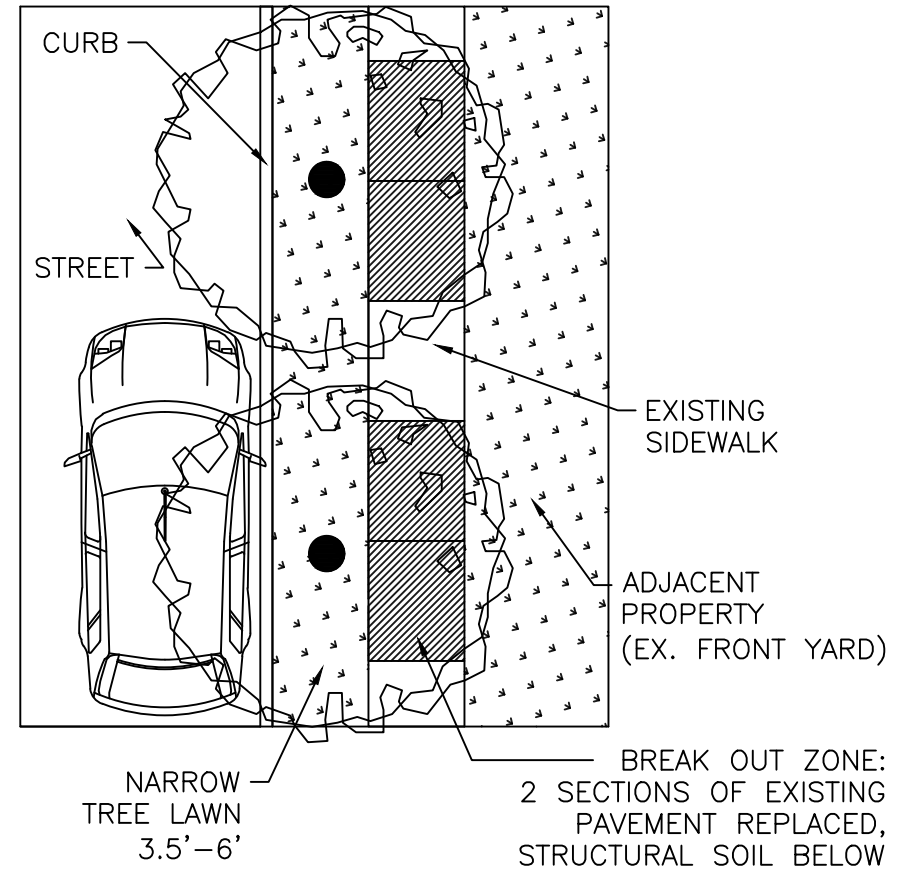 CURB
STREET
EXISTING
SIDEWALK
ADJACENT
PROPERTY
(EX. FRONT YARD)
NARROW
TREE LAWN
3.5'–6'
BREAK OUT ZONE:
2 SECTIONS OF EXISTING
PAVEMENT REPLACED,
STRUCTURAL SOIL BELOW